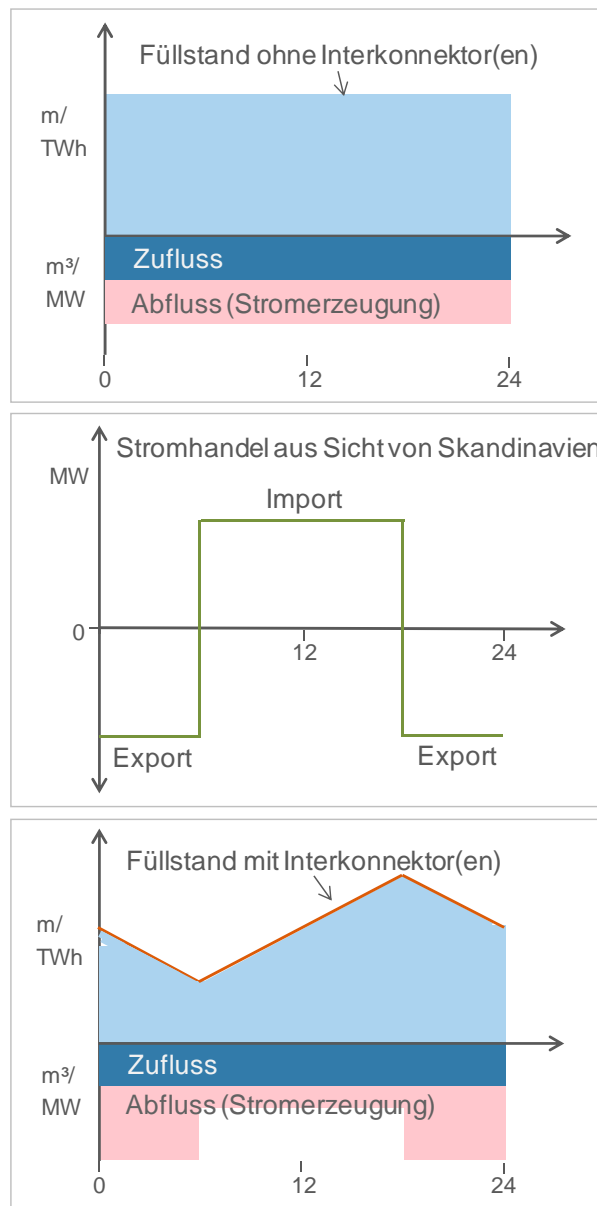 Füllstand ohne Interkonnektor(en)
m/
TWh
Zufluss
m³/
MW
Abfluss (Stromerzeugung)
0
12
24
Stromhandel aus Sicht von Skandinavien
MW
Import
0
12
24
Export
Export
Füllstand mit Interkonnektor(en)
m/
TWh
Zufluss
m³/
MW
Abfluss (Stromerzeugung)
0
12
24